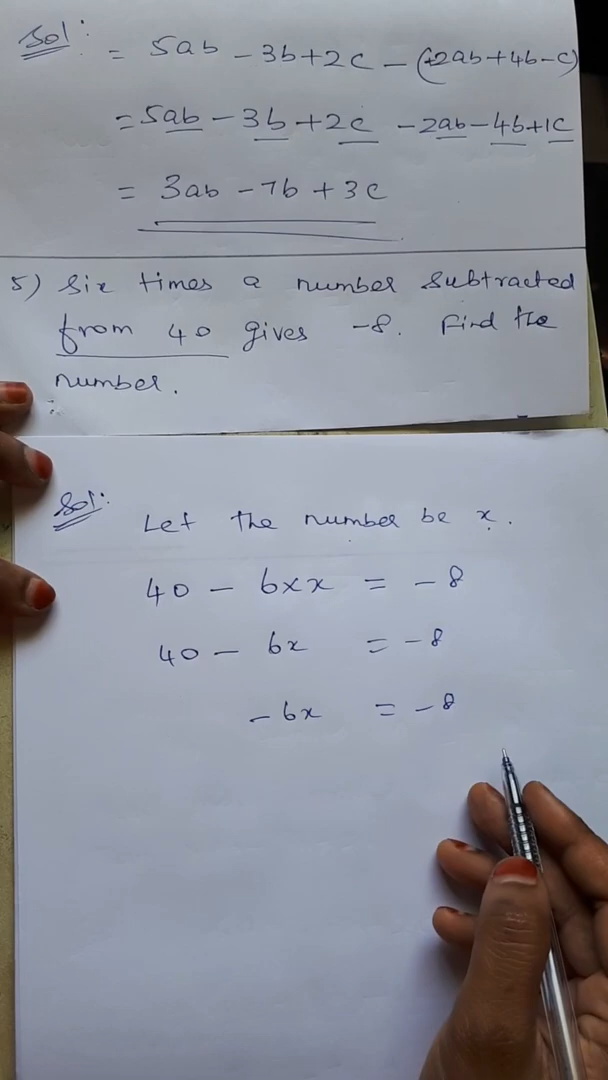 Sol:
= 5ab - 3b + 2c - (+2ab + 4b - c)
= 5ab - 3b + 2c - 2ab - 4b + 1c
= 3ab - 7b + 3c
5) Six times a number subtracted
from 40 gives -8. Find the
number.
Sol:
Let the number be x.
40 - 6×x = -8
40 - 6x = -8
- 6x = -8